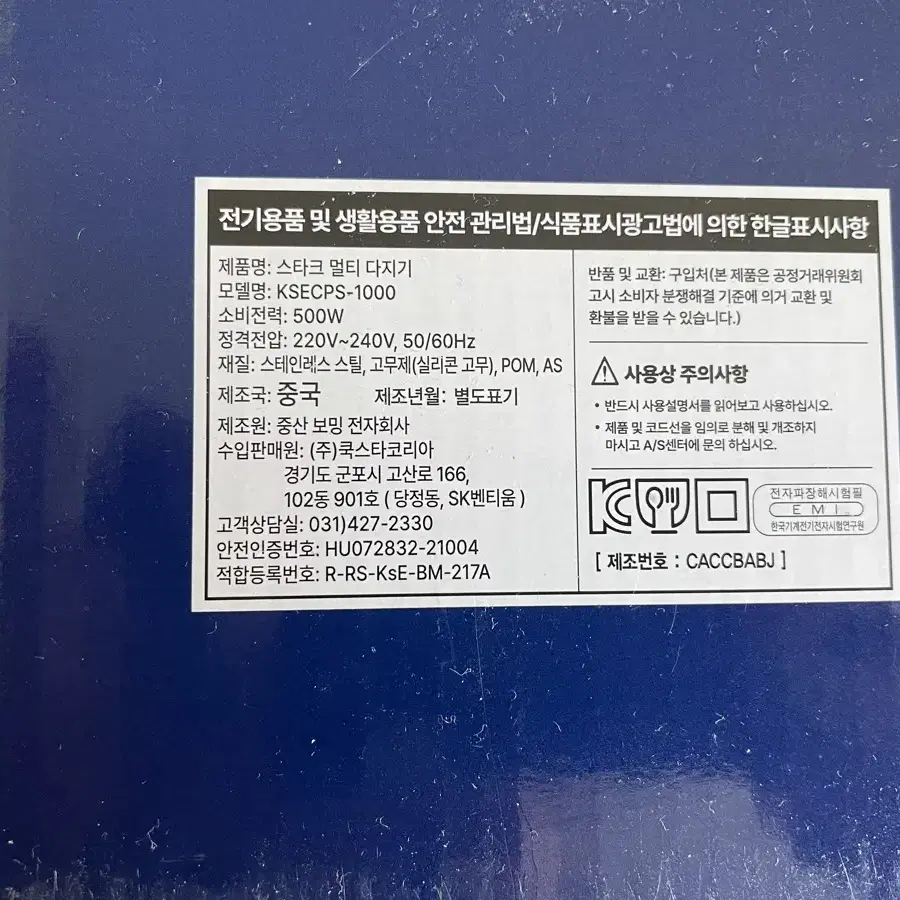 전기용품 및 생활용품 안전 관리법/식품표시광고법에 의한 한글표시사항
제품명: 스타크 멀티 다지기
모델명: KSECPS-1000
소비전력: 500W
정격전압: 220V~240V, 50/60Hz
재질: 스테인레스 스틸, 고무제(실리콘 고무), POM, AS
제조국: 중국 제조년월: 별도표기
제조원: 중산 보밍 전자회사
수입판매원: (주)쿡스타코리아
경기도 군포시 고산로 166,
102동 901호 ( 당정동, SK벤티움 )
고객상담실: 031)427-2330
안전인증번호: HU072832-21004
적합등록번호: R-RS-KsE-BM-217A
반품 및 교환: 구입처(본 제품은 공정거래위원회
고시 소비자 분쟁해결 기준에 의거 교환 및
환불을 받을 수 있습니다.)
사용상 주의사항
• 반드시 사용설명서를 읽어보고 사용하십시오.
• 제품 및 코드선을 임의로 분해 및 개조하지
마시고 A/S센터에 문의 하십시오.
전자파장해시험필
EMI
한국기계전기전자시험연구원
[ 제조번호 : CACCBABJ ]